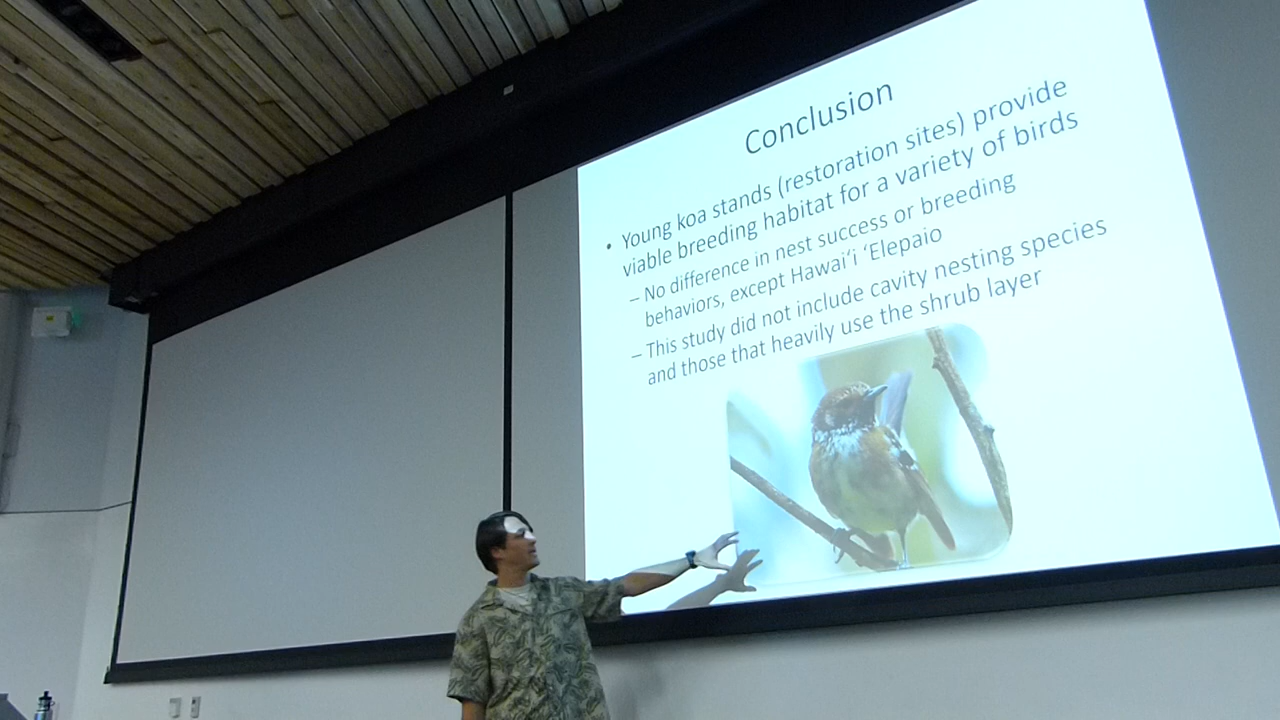 Conclusion
• Young koa stands (restoration sites) provide
viable breeding habitat for a variety of birds
– No difference in nest success or breeding
behaviors, except Hawai‘i ‘Elepaio
– This study did not include cavity nesting species
and those that heavily use the shrub layer